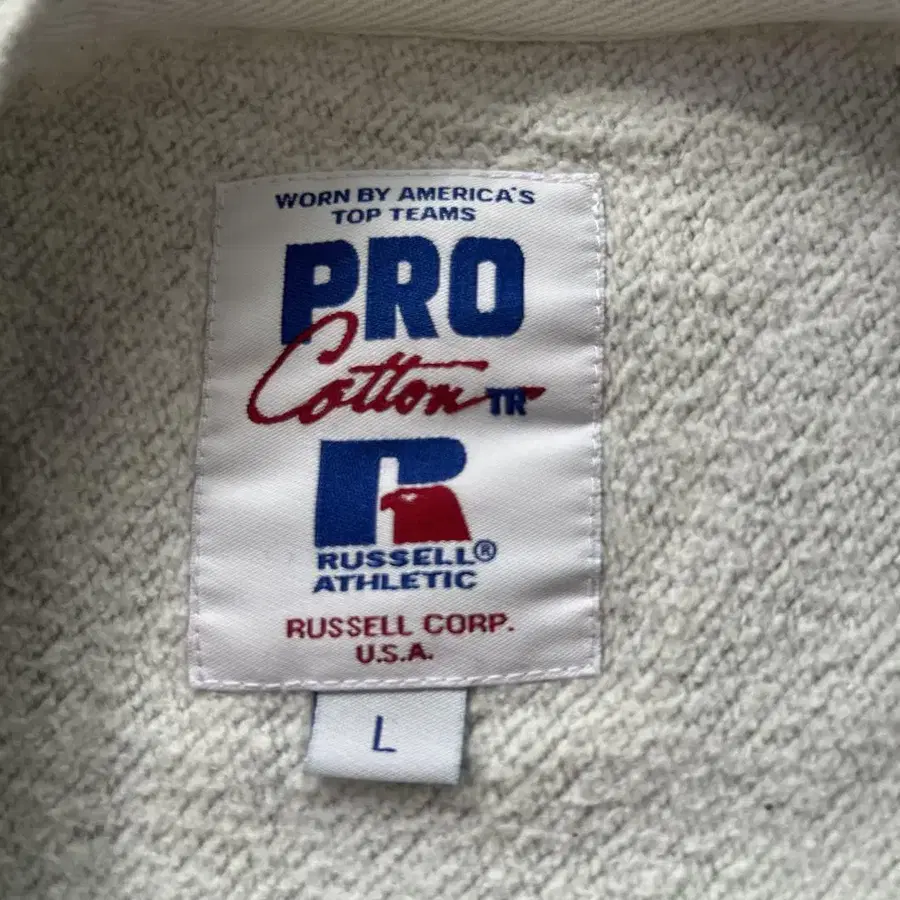 WORN BY AMERICA'S
TOP TEAMS
PRO
Cotton TR
R
RUSSELL®
ATHLETIC
RUSSELL CORP.
U.S.A.
L